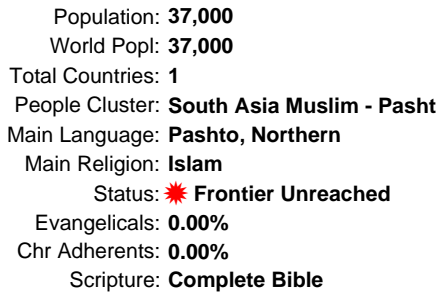 Population: 37,000
World Popl: 37,000
Total Countries: 1
People Cluster: South Asia Muslim - Pasht
Main Language: Pashto, Northern
Main Religion: Islam
Status: Frontier Unreached
Evangelicals: 0.00%
Chr Adherents: 0.00%
Scripture: Complete Bible